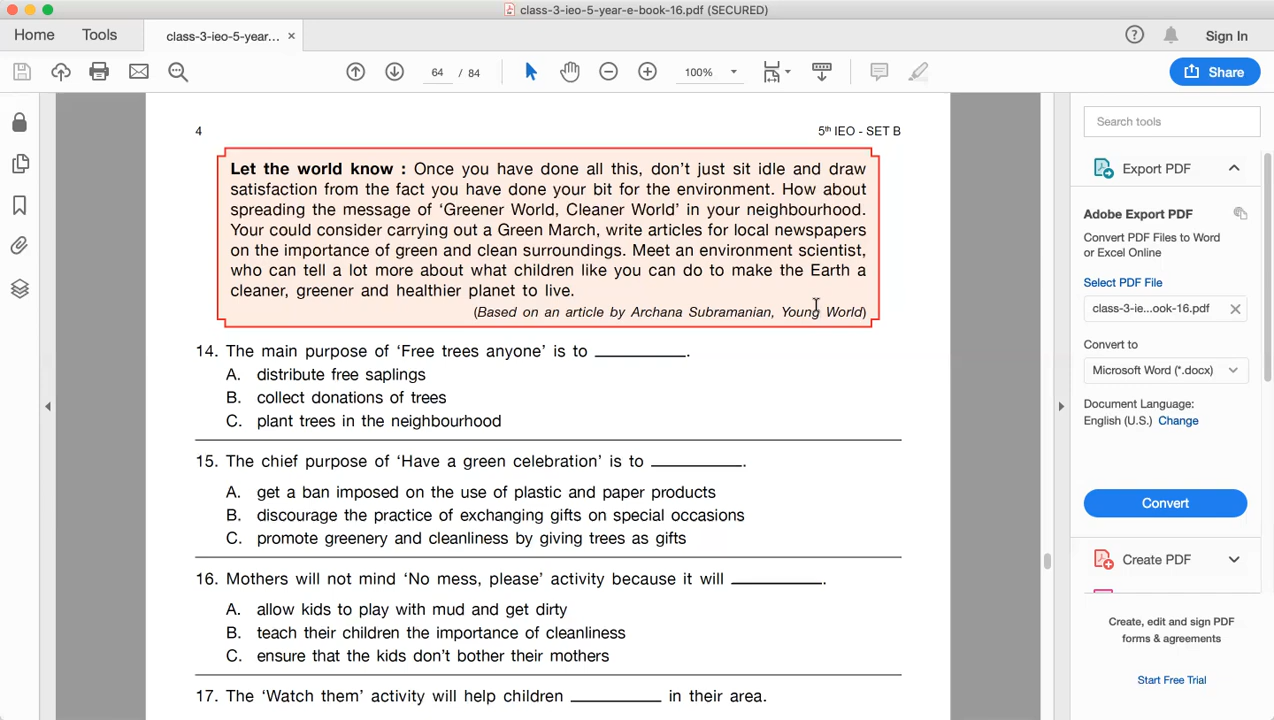 class-3-ieo-5-year-e-book-16.pdf (SECURED)
Home Tools class-3-ieo-5-year... × Sign In
64 / 84 100% Share
4 5th IEO - SET B
Let the world know : Once you have done all this, don't just sit idle and draw
satisfaction from the fact you have done your bit for the environment. How about
spreading the message of 'Greener World, Cleaner World' in your neighbourhood.
Your could consider carrying out a Green March, write articles for local newspapers
on the importance of green and clean surroundings. Meet an environment scientist,
who can tell a lot more about what children like you can do to make the Earth a
cleaner, greener and healthier planet to live.
(Based on an article by Archana Subramanian, Young World)
14. The main purpose of 'Free trees anyone' is to __________.
A. distribute free saplings
B. collect donations of trees
C. plant trees in the neighbourhood
15. The chief purpose of 'Have a green celebration' is to __________.
A. get a ban imposed on the use of plastic and paper products
B. discourage the practice of exchanging gifts on special occasions
C. promote greenery and cleanliness by giving trees as gifts
16. Mothers will not mind 'No mess, please' activity because it will __________.
A. allow kids to play with mud and get dirty
B. teach their children the importance of cleanliness
C. ensure that the kids don't bother their mothers
17. The 'Watch them' activity will help children __________ in their area.
Search tools
Export PDF
Adobe Export PDF
Convert PDF Files to Word
or Excel Online
Select PDF File
class-3-ie...ook-16.pdf
Convert to
Microsoft Word (*.docx)
Document Language:
English (U.S.) Change
Convert
Create PDF
Create, edit and sign PDF
forms & agreements
Start Free Trial